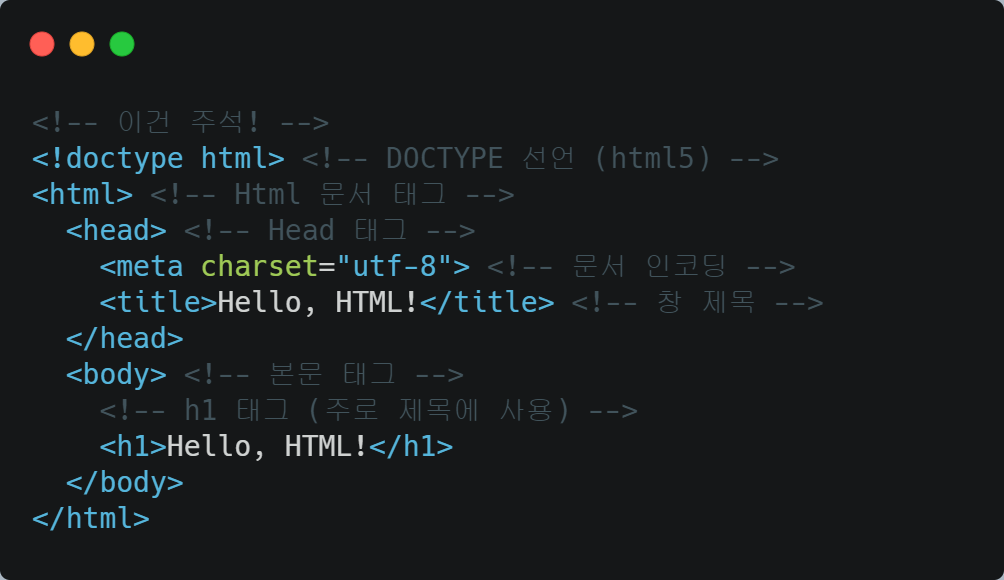 <!-- 이건 주석! -->
<!doctype html> <!-- DOCTYPE 선언 (html5) -->
<html> <!-- Html 문서 태그 -->
  <head> <!-- Head 태그 -->
    <meta charset="utf-8"> <!-- 문서 인코딩 -->
    <title>Hello, HTML!</title> <!-- 창 제목 -->
  </head>
  <body> <!-- 본문 태그 -->
    <!-- h1 태그 (주로 제목에 사용) -->
    <h1>Hello, HTML!</h1>
  </body>
</html>